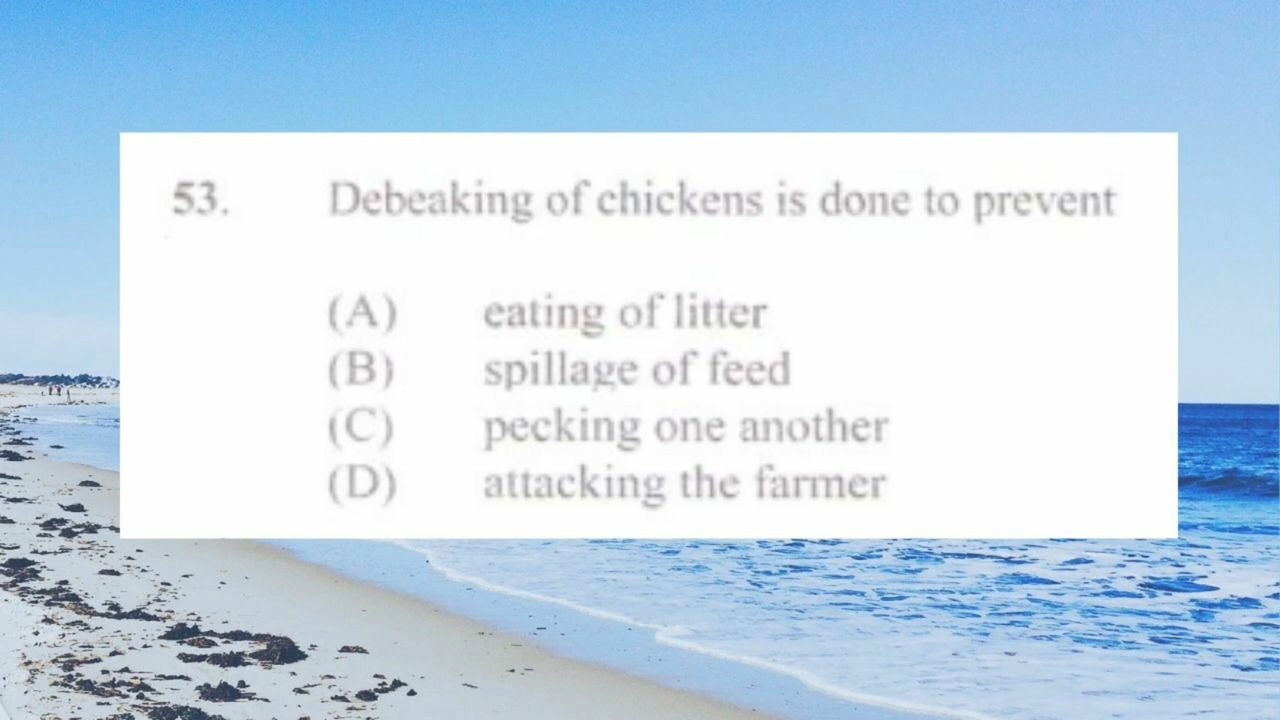 53. Debeaking of chickens is done to prevent
(A) eating of litter
(B) spillage of feed
(C) pecking one another
(D) attacking the farmer